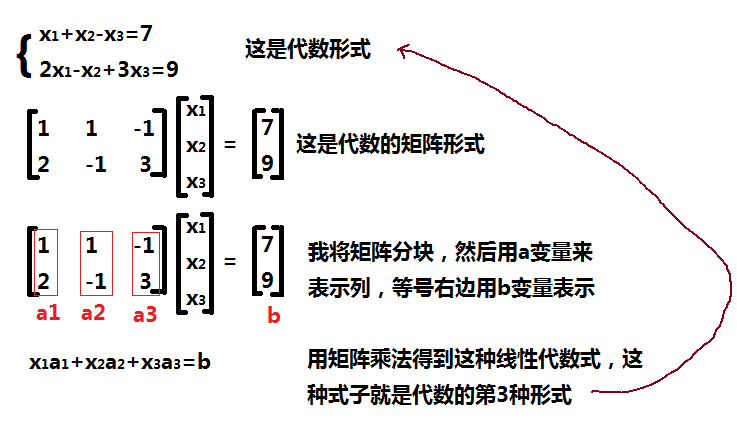 x1+x2-x3=7
这是代数形式
2x1-x2+3x3=9
1 1 -1 x1 7
x2 =
2 -1 3 x3 9
这是代数的矩阵形式
1 1 -1 x1 7
x2 =
2 -1 3 x3 9
a1 a2 a3 b
我将矩阵分块，然后用a变量来
表示列，等号右边用b变量表示
x1a1+x2a2+x3a3=b
用矩阵乘法得到这种线性代数式，这
种式子就是代数的第3种形式